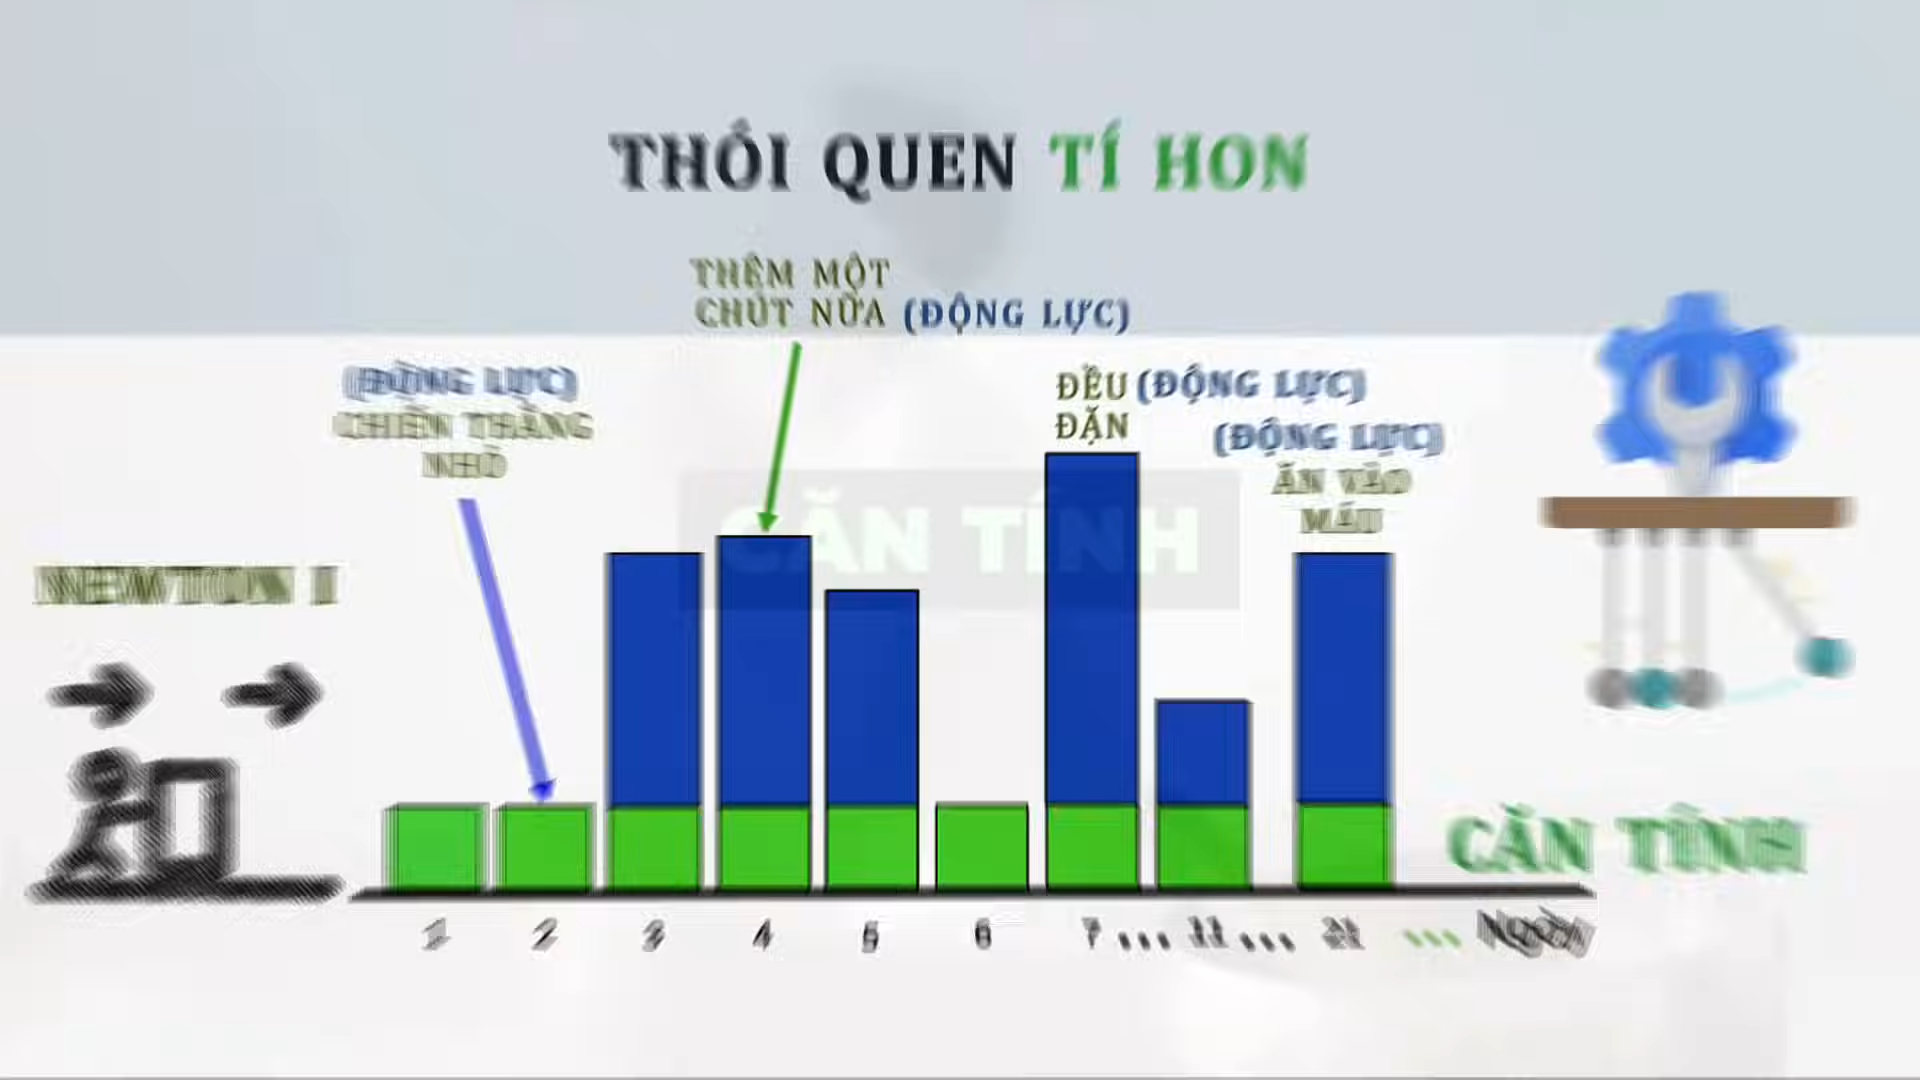 THÓI QUEN TÍ HON
THÊM MỘT
CHÚT NỮA (ĐỘNG LỰC)
(ĐỘNG LỰC)
CHIẾN THẮNG
NHỎ
ĐỀU (ĐỘNG LỰC)
ĐẶN
(ĐỘNG LỰC)
ĂN VÀO
MÁU
CĂN TÍNH
NEWTON I
CĂN TÍNH
1 2 3 4 5 6 7 ... 11 ... 21 ... Ngày